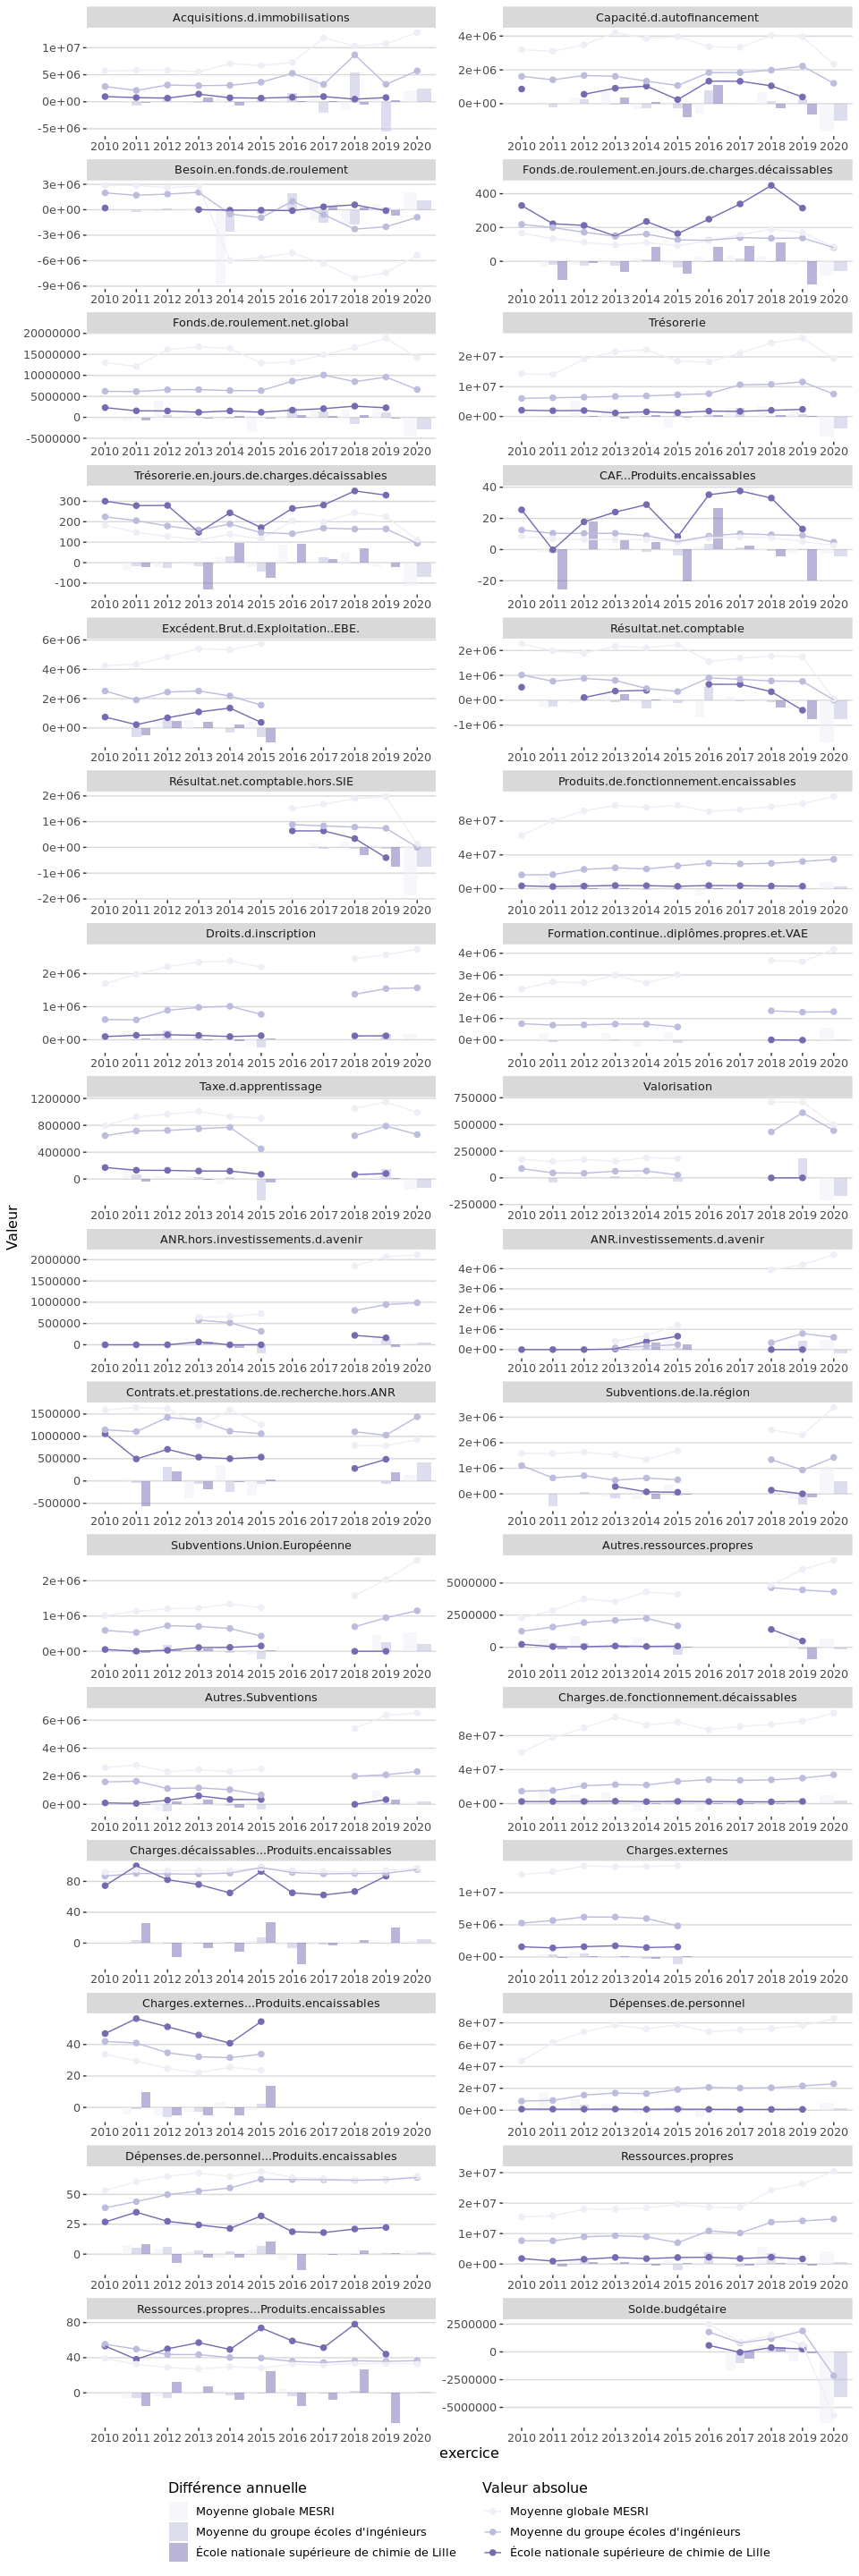 Acquisitions.d.immobilisations
Capacité.d.autofinancement
1e+07
5e+06
0e+00
-5e+06
4e+06
2e+06
0e+00
2010 2011 2012 2013 2014 2015 2016 2017 2018 2019 2020
2010 2011 2012 2013 2014 2015 2016 2017 2018 2019 2020
Besoin.en.fonds.de.roulement
Fonds.de.roulement.en.jours.de.charges.décaissables
3e+06
0e+00
-3e+06
-6e+06
-9e+06
400
200
0
2010 2011 2012 2013 2014 2015 2016 2017 2018 2019 2020
2010 2011 2012 2013 2014 2015 2016 2017 2018 2019 2020
Fonds.de.roulement.net.global
Trésorerie
20000000
15000000
10000000
5000000
0
-5000000
2e+07
1e+07
0e+00
2010 2011 2012 2013 2014 2015 2016 2017 2018 2019 2020
2010 2011 2012 2013 2014 2015 2016 2017 2018 2019 2020
Trésorerie.en.jours.de.charges.décaissables
CAF...Produits.encaissables
300
200
100
0
-100
40
20
0
-20
2010 2011 2012 2013 2014 2015 2016 2017 2018 2019 2020
2010 2011 2012 2013 2014 2015 2016 2017 2018 2019 2020
Excédent.Brut.d.Exploitation..EBE.
Résultat.net.comptable
6e+06
4e+06
2e+06
0e+00
2e+06
1e+06
0e+00
-1e+06
2010 2011 2012 2013 2014 2015 2016 2017 2018 2019 2020
2010 2011 2012 2013 2014 2015 2016 2017 2018 2019 2020
Résultat.net.comptable.hors.SIE
Produits.de.fonctionnement.encaissables
2e+06
1e+06
0e+00
-1e+06
-2e+06
8e+07
4e+07
0e+00
2010 2011 2012 2013 2014 2015 2016 2017 2018 2019 2020
2010 2011 2012 2013 2014 2015 2016 2017 2018 2019 2020
Droits.d.inscription
Formation.continue..diplômes.propres.et.VAE
2e+06
1e+06
0e+00
4e+06
3e+06
2e+06
1e+06
0e+00
2010 2011 2012 2013 2014 2015 2016 2017 2018 2019 2020
2010 2011 2012 2013 2014 2015 2016 2017 2018 2019 2020
Taxe.d.apprentissage
Valorisation
1200000
800000
400000
0
750000
500000
250000
0
-250000
2010 2011 2012 2013 2014 2015 2016 2017 2018 2019 2020
2010 2011 2012 2013 2014 2015 2016 2017 2018 2019 2020
Valeur
ANR.hors.investissements.d.avenir
ANR.investissements.d.avenir
2000000
1500000
1000000
500000
0
4e+06
3e+06
2e+06
1e+06
0e+00
2010 2011 2012 2013 2014 2015 2016 2017 2018 2019 2020
2010 2011 2012 2013 2014 2015 2016 2017 2018 2019 2020
Contrats.et.prestations.de.recherche.hors.ANR
Subventions.de.la.région
1500000
1000000
500000
0
-500000
3e+06
2e+06
1e+06
0e+00
2010 2011 2012 2013 2014 2015 2016 2017 2018 2019 2020
2010 2011 2012 2013 2014 2015 2016 2017 2018 2019 2020
Subventions.Union.Européenne
Autres.ressources.propres
2e+06
1e+06
0e+00
5000000
2500000
0
2010 2011 2012 2013 2014 2015 2016 2017 2018 2019 2020
2010 2011 2012 2013 2014 2015 2016 2017 2018 2019 2020
Autres.Subventions
Charges.de.fonctionnement.décaissables
6e+06
4e+06
2e+06
0e+00
8e+07
4e+07
0e+00
2010 2011 2012 2013 2014 2015 2016 2017 2018 2019 2020
2010 2011 2012 2013 2014 2015 2016 2017 2018 2019 2020
Charges.décaissables...Produits.encaissables
Charges.externes
80
40
0
1e+07
5e+06
0e+00
2010 2011 2012 2013 2014 2015 2016 2017 2018 2019 2020
2010 2011 2012 2013 2014 2015 2016 2017 2018 2019 2020
Charges.externes...Produits.encaissables
Dépenses.de.personnel
40
20
0
8e+07
6e+07
4e+07
2e+07
0e+00
2010 2011 2012 2013 2014 2015 2016 2017 2018 2019 2020
2010 2011 2012 2013 2014 2015 2016 2017 2018 2019 2020
Dépenses.de.personnel...Produits.encaissables
Ressources.propres
50
25
0
3e+07
2e+07
1e+07
0e+00
2010 2011 2012 2013 2014 2015 2016 2017 2018 2019 2020
2010 2011 2012 2013 2014 2015 2016 2017 2018 2019 2020
Ressources.propres...Produits.encaissables
Solde.budgétaire
80
40
0
2500000
0
-2500000
-5000000
2010 2011 2012 2013 2014 2015 2016 2017 2018 2019 2020
2010 2011 2012 2013 2014 2015 2016 2017 2018 2019 2020
exercice
Différence annuelle
Moyenne globale MESRI
Moyenne du groupe écoles d'ingénieurs
École nationale supérieure de chimie de Lille
Valeur absolue
Moyenne globale MESRI
Moyenne du groupe écoles d'ingénieurs
École nationale supérieure de chimie de Lille